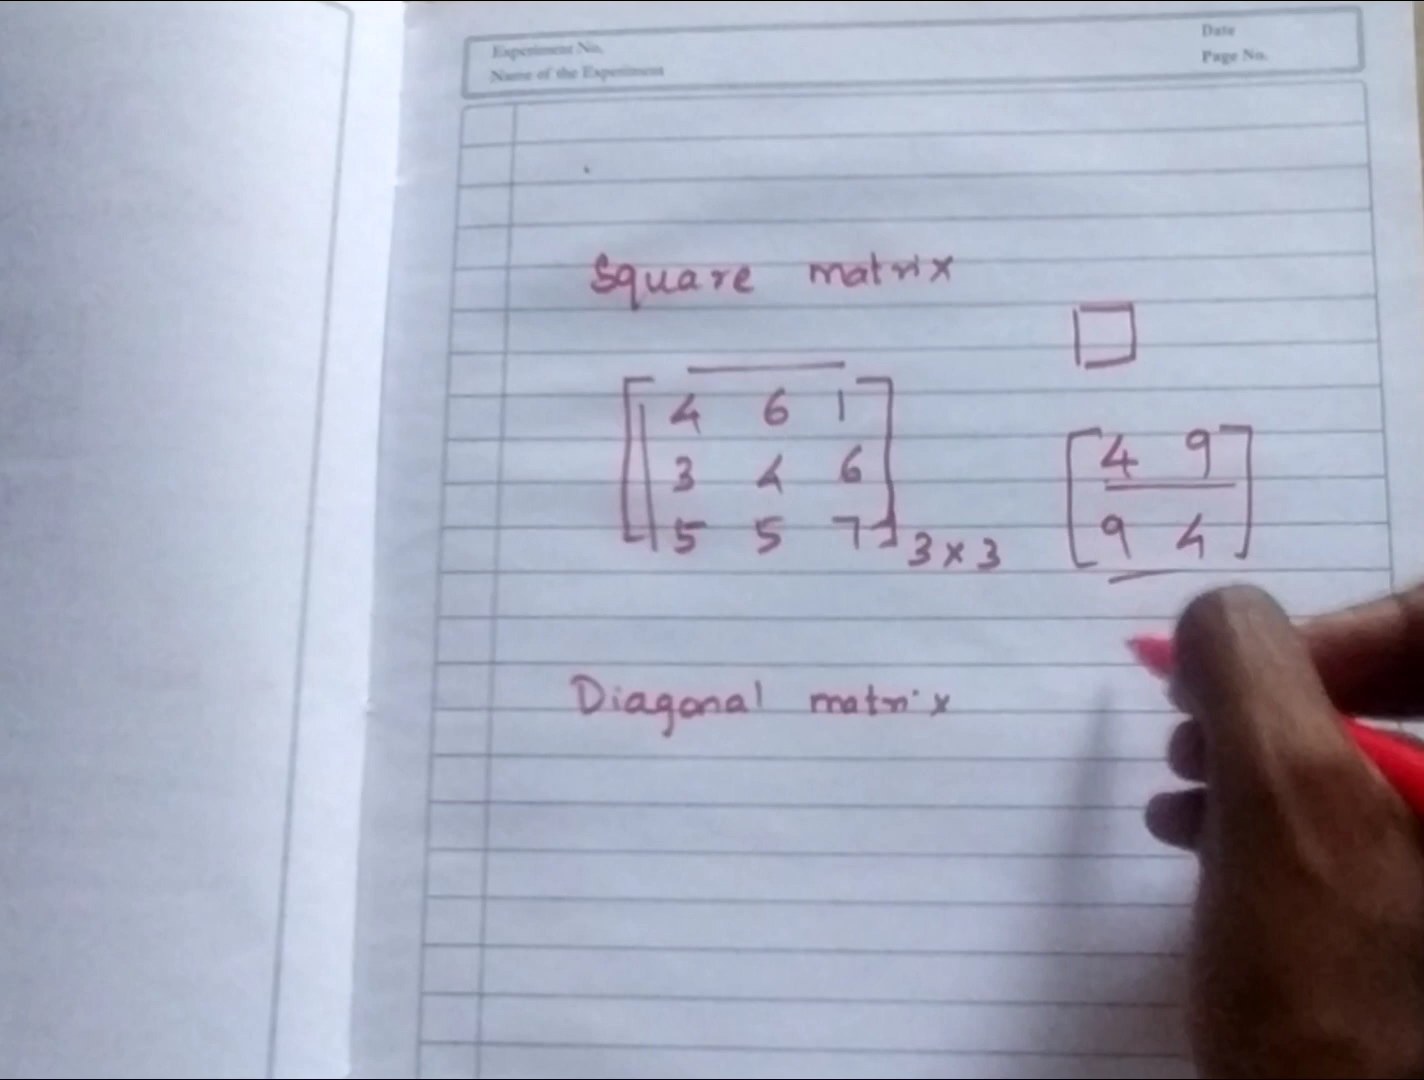 Experiment No.
Name of the Experiment
Date
Page No.
Square matrix
4 6 1
3 4 6
5 5 7
3 × 3
4 9
9 4
Diagonal matrix